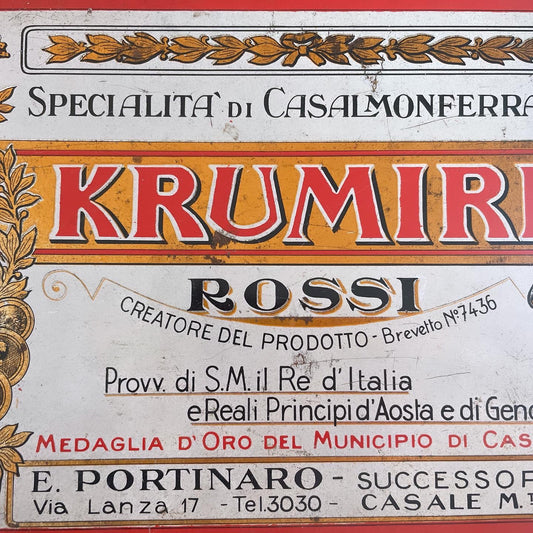 SPECIALITA' DI CASALMONFERRA
KRUMIRI
ROSSI
CREATORE DEL PRODOTTO - Brevetto No 7436
Provv. di S.M. il Re d'Italia
e Reali Principi d'Aosta e di Geno
MEDAGLIA D'ORO DEL MUNICIPIO DI CAS
E. PORTINARO - SUCCESSOR
Via Lanza 17 - Tel. 3030 - CASALE M.T